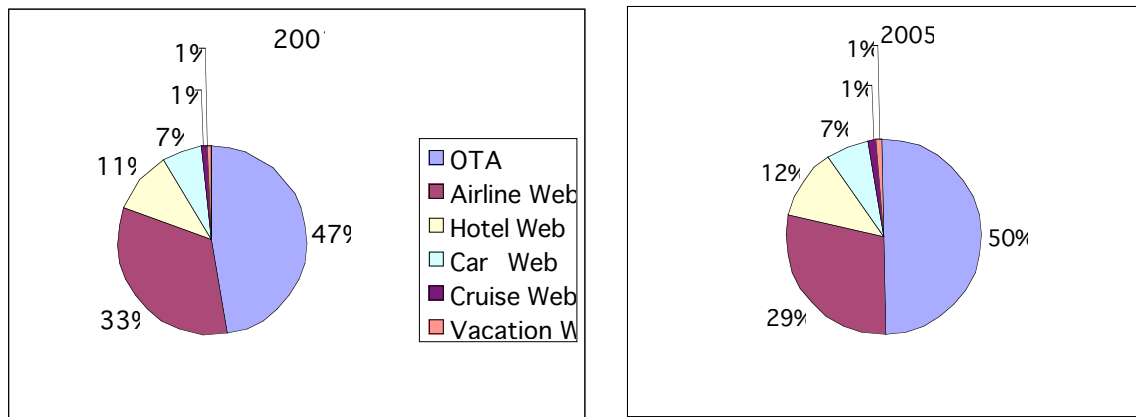 1%
1%
7%
11%
47%
33%
OTA
Airline Web
Hotel Web
Car Web
Cruise Web
Vacation W
2005
1%
1%
7%
12%
50%
29%